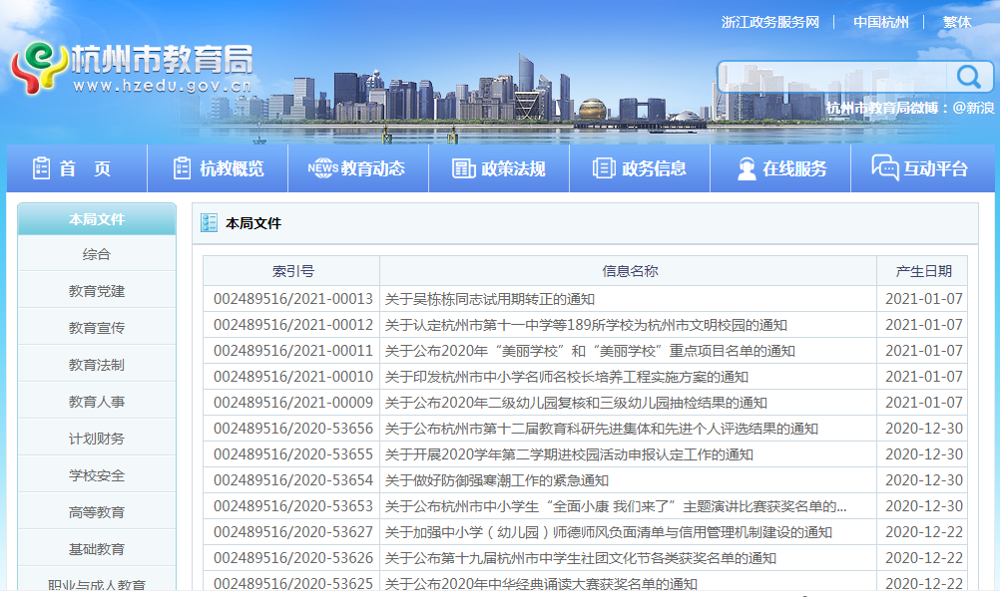 浙江政务服务网 | 中国杭州 | 繁体
杭州市教育局
www.hzedu.gov.cn
杭州市教育局微博：@新浪
首 页 杭教概览 NEWS 教育动态 政策法规 政务信息 在线服务 互动平台
本局文件
综合
教育党建
教育宣传
教育法制
教育人事
计划财务
学校安全
高等教育
基础教育
职业与成人教育
本局文件
索引号 信息名称 产生日期
002489516/2021-00013 关于吴栋栋同志试用期转正的通知 2021-01-07
002489516/2021-00012 关于认定杭州市第十一中学等189所学校为杭州市文明校园的通知 2021-01-07
002489516/2021-00011 关于公布2020年“美丽学校”和“美丽学校”重点项目名单的通知 2021-01-07
002489516/2021-00010 关于印发杭州市中小学名师名校长培养工程实施方案的通知 2021-01-07
002489516/2021-00009 关于公布2020年二级幼儿园复核和三级幼儿园抽检结果的通知 2021-01-07
002489516/2020-53656 关于公布杭州市第十二届教育科研先进集体和先进个人评选结果的通知 2020-12-30
002489516/2020-53655 关于开展2020学年第二学期进校园活动申报认定工作的通知 2020-12-30
002489516/2020-53654 关于做好防御强寒潮工作的紧急通知 2020-12-30
002489516/2020-53653 关于公布杭州市中小学生“全面小康 我们来了”主题演讲比赛获奖名单的... 2020-12-30
002489516/2020-53627 关于加强中小学（幼儿园）师德师风负面清单与信用管理机制建设的通知 2020-12-22
002489516/2020-53626 关于公布第十九届杭州市中学生社团文化节各类获奖名单的通知 2020-12-22
002489516/2020-53625 关于公布2020年中华经典诵读大赛获奖名单的通知 2020-12-22